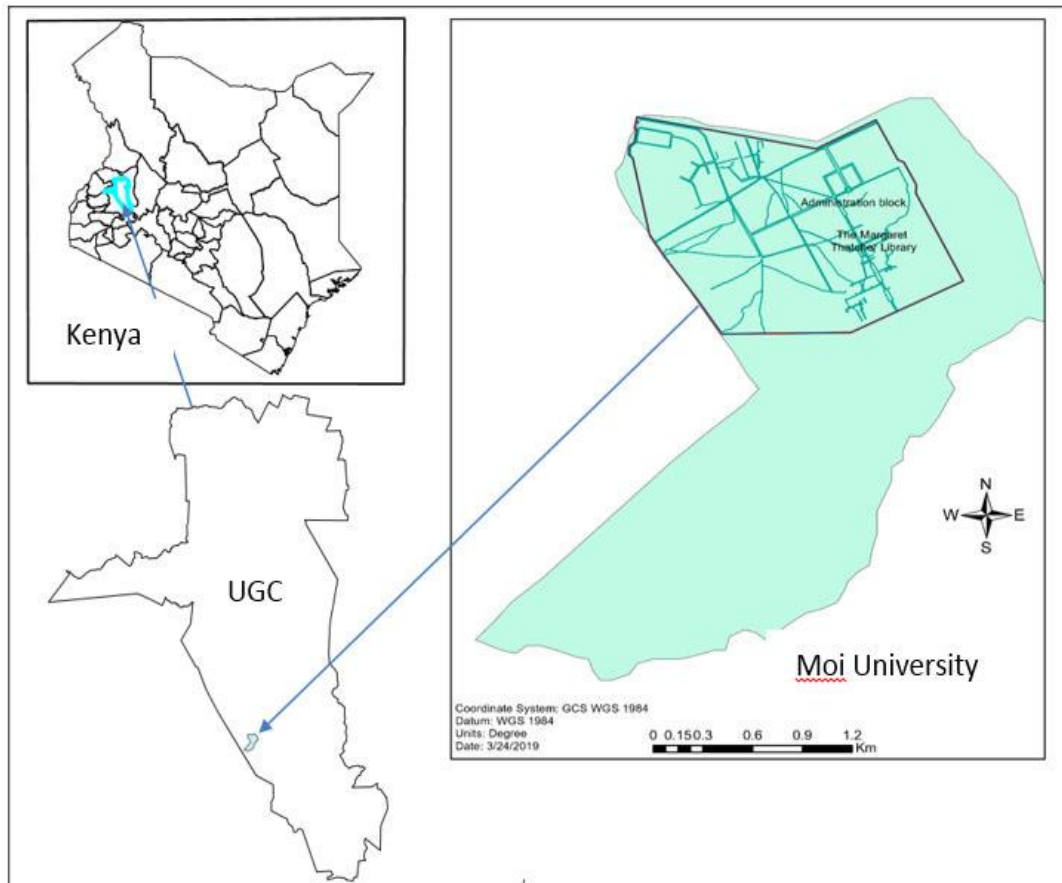 Kenya
UGC
Administration block
The Margaret
Thatcher Library
N
W E
S
Moi University
Coordinate System: GCS WGS 1984
Datum: WGS 1984
Units: Degree
Date: 3/24/2019
0 0.150.3 0.6 0.9 1.2
Km